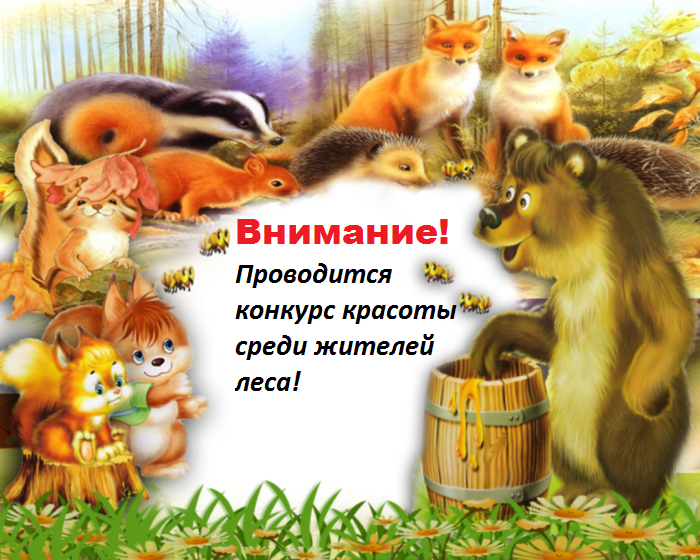 Внимание!
Проводится
конкурс красоты
среди жителей
леса!